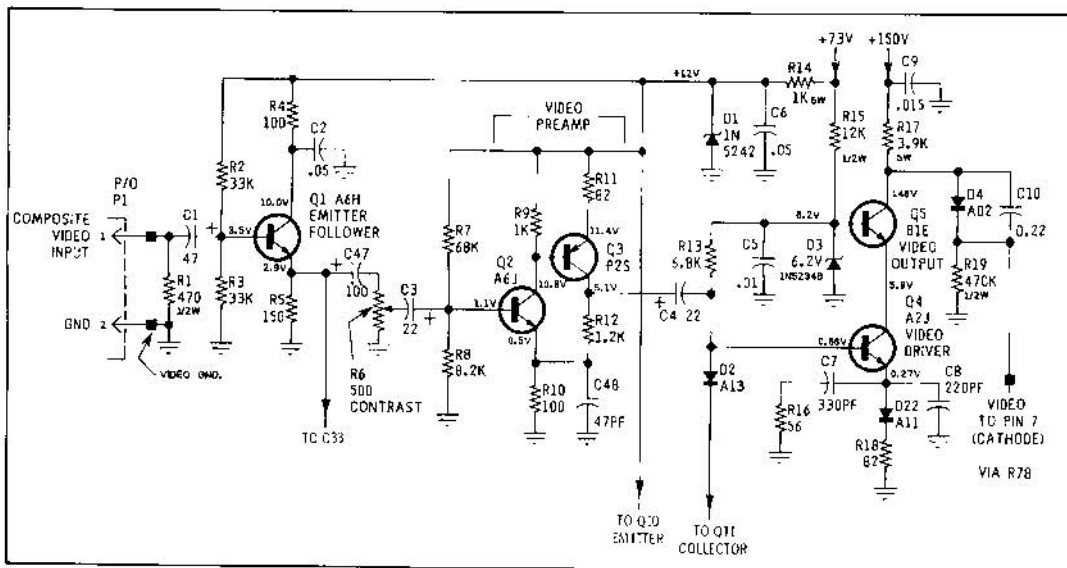 +73V
+150V
C9
.015
+12V
R14
1K 5W
R4
100
C2
.05
VIDEO
PREAMP
D1
1N
5242
C6
.05
R15
12K
1/2W
R17
3.9K
5W
P/O
P1
R2
33K
10.0V
Q1 A6H
EMITTER
FOLLOWER
R11
82
148V
D4
A02
C10
0.22
COMPOSITE
VIDEO
INPUT
1
C1
+
47
3.5V
2.9V
R7
68K
R9
1K
11.4V
Q3
P2S
R13
6.8K
8.2V
C5
.01
D3
6.2V
1N5234B
Q5
B1E
VIDEO
OUTPUT
R1
470
1/2W
R3
33K
R5
150
+
C47
100
C3
22
+
Q2
A6J
10.8V
5.1V
+
C4 22
R19
470K
1/2W
GND
2
1.1V
0.5V
R12
1.2K
5.9V
Q4
A2J
VIDEO
DRIVER
0.66V
VIDEO GND.
R6
500
CONTRAST
R8
8.2K
R10
100
C48
47PF
D2
A13
C7
330PF
0.27V
C8
220PF
R16
56
D22
A11
R18
82
TO C33
VIDEO
TO PIN 7
(CATHODE)
VIA R78
TO Q10
EMITTER
TO Q11
COLLECTOR